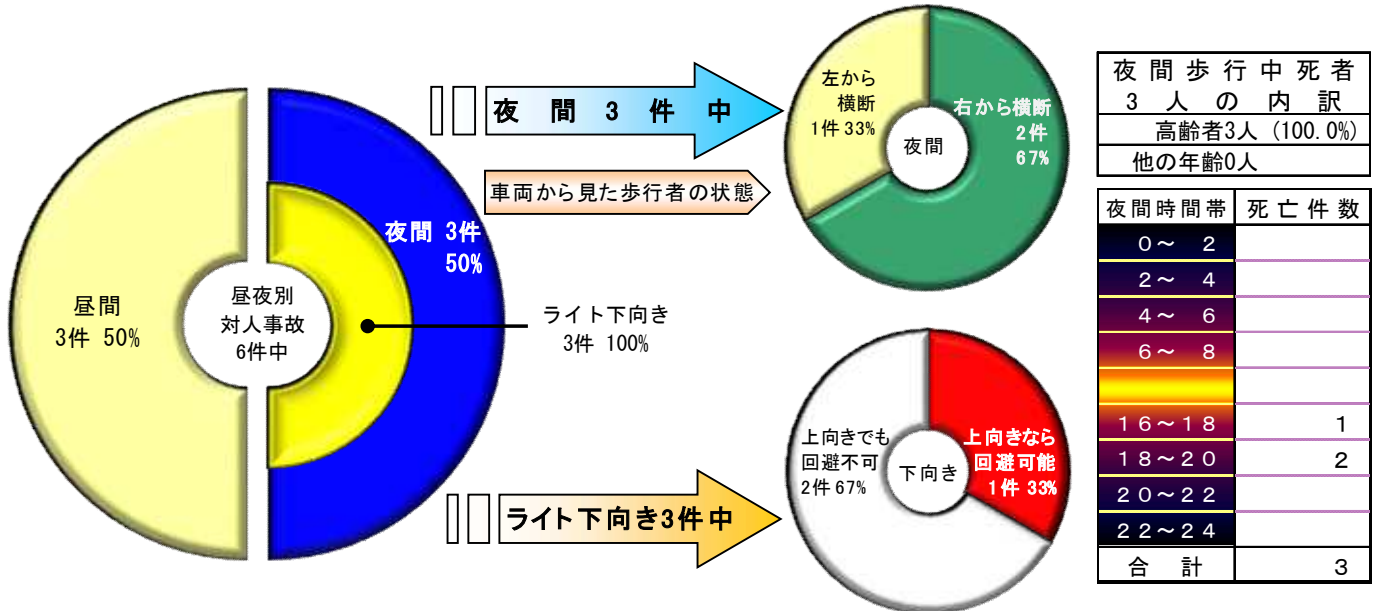 昼間
3件 50%
昼夜別
対人事故
6件中
夜間 3件
50%
ライト下向き
3件 100%
夜間3件中
車両から見た歩行者の状態
左から
横断
1件 33%
夜間
右から横断
2件
67%
ライト下向き3件中
上向きでも
回避不可
2件 67%
下向き
上向きなら
回避可能
1件 33%
夜間歩行中死者
3人の内訳
高齢者3人 (100.0%)
他の年齢0人
夜間時間帯 死亡件数
0～ 2
2～ 4
4～ 6
6～ 8
16～18 1
18～20 2
20～22
22～24
合計 3